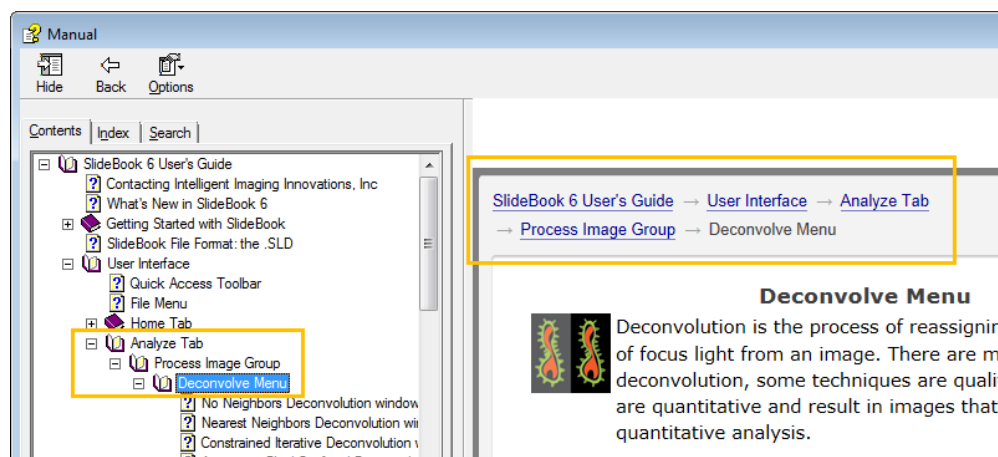 Manual
Hide Back Options
Contents Index Search
SlideBook 6 User's Guide
Contacting Intelligent Imaging Innovations, Inc
What's New in SlideBook 6
Getting Started with SlideBook
SlideBook File Format: the .SLD
User Interface
Quick Access Toolbar
File Menu
Home Tab
Analyze Tab
Process Image Group
Deconvolve Menu
No Neighbors Deconvolution window
Nearest Neighbors Deconvolution wi
Constrained Iterative Deconvolution
SlideBook 6 User's Guide → User Interface → Analyze Tab
→ Process Image Group → Deconvolve Menu
Deconvolve Menu
Deconvolution is the process of reassignin
of focus light from an image. There are m
deconvolution, some techniques are quali
are quantitative and result in images that
quantitative analysis.